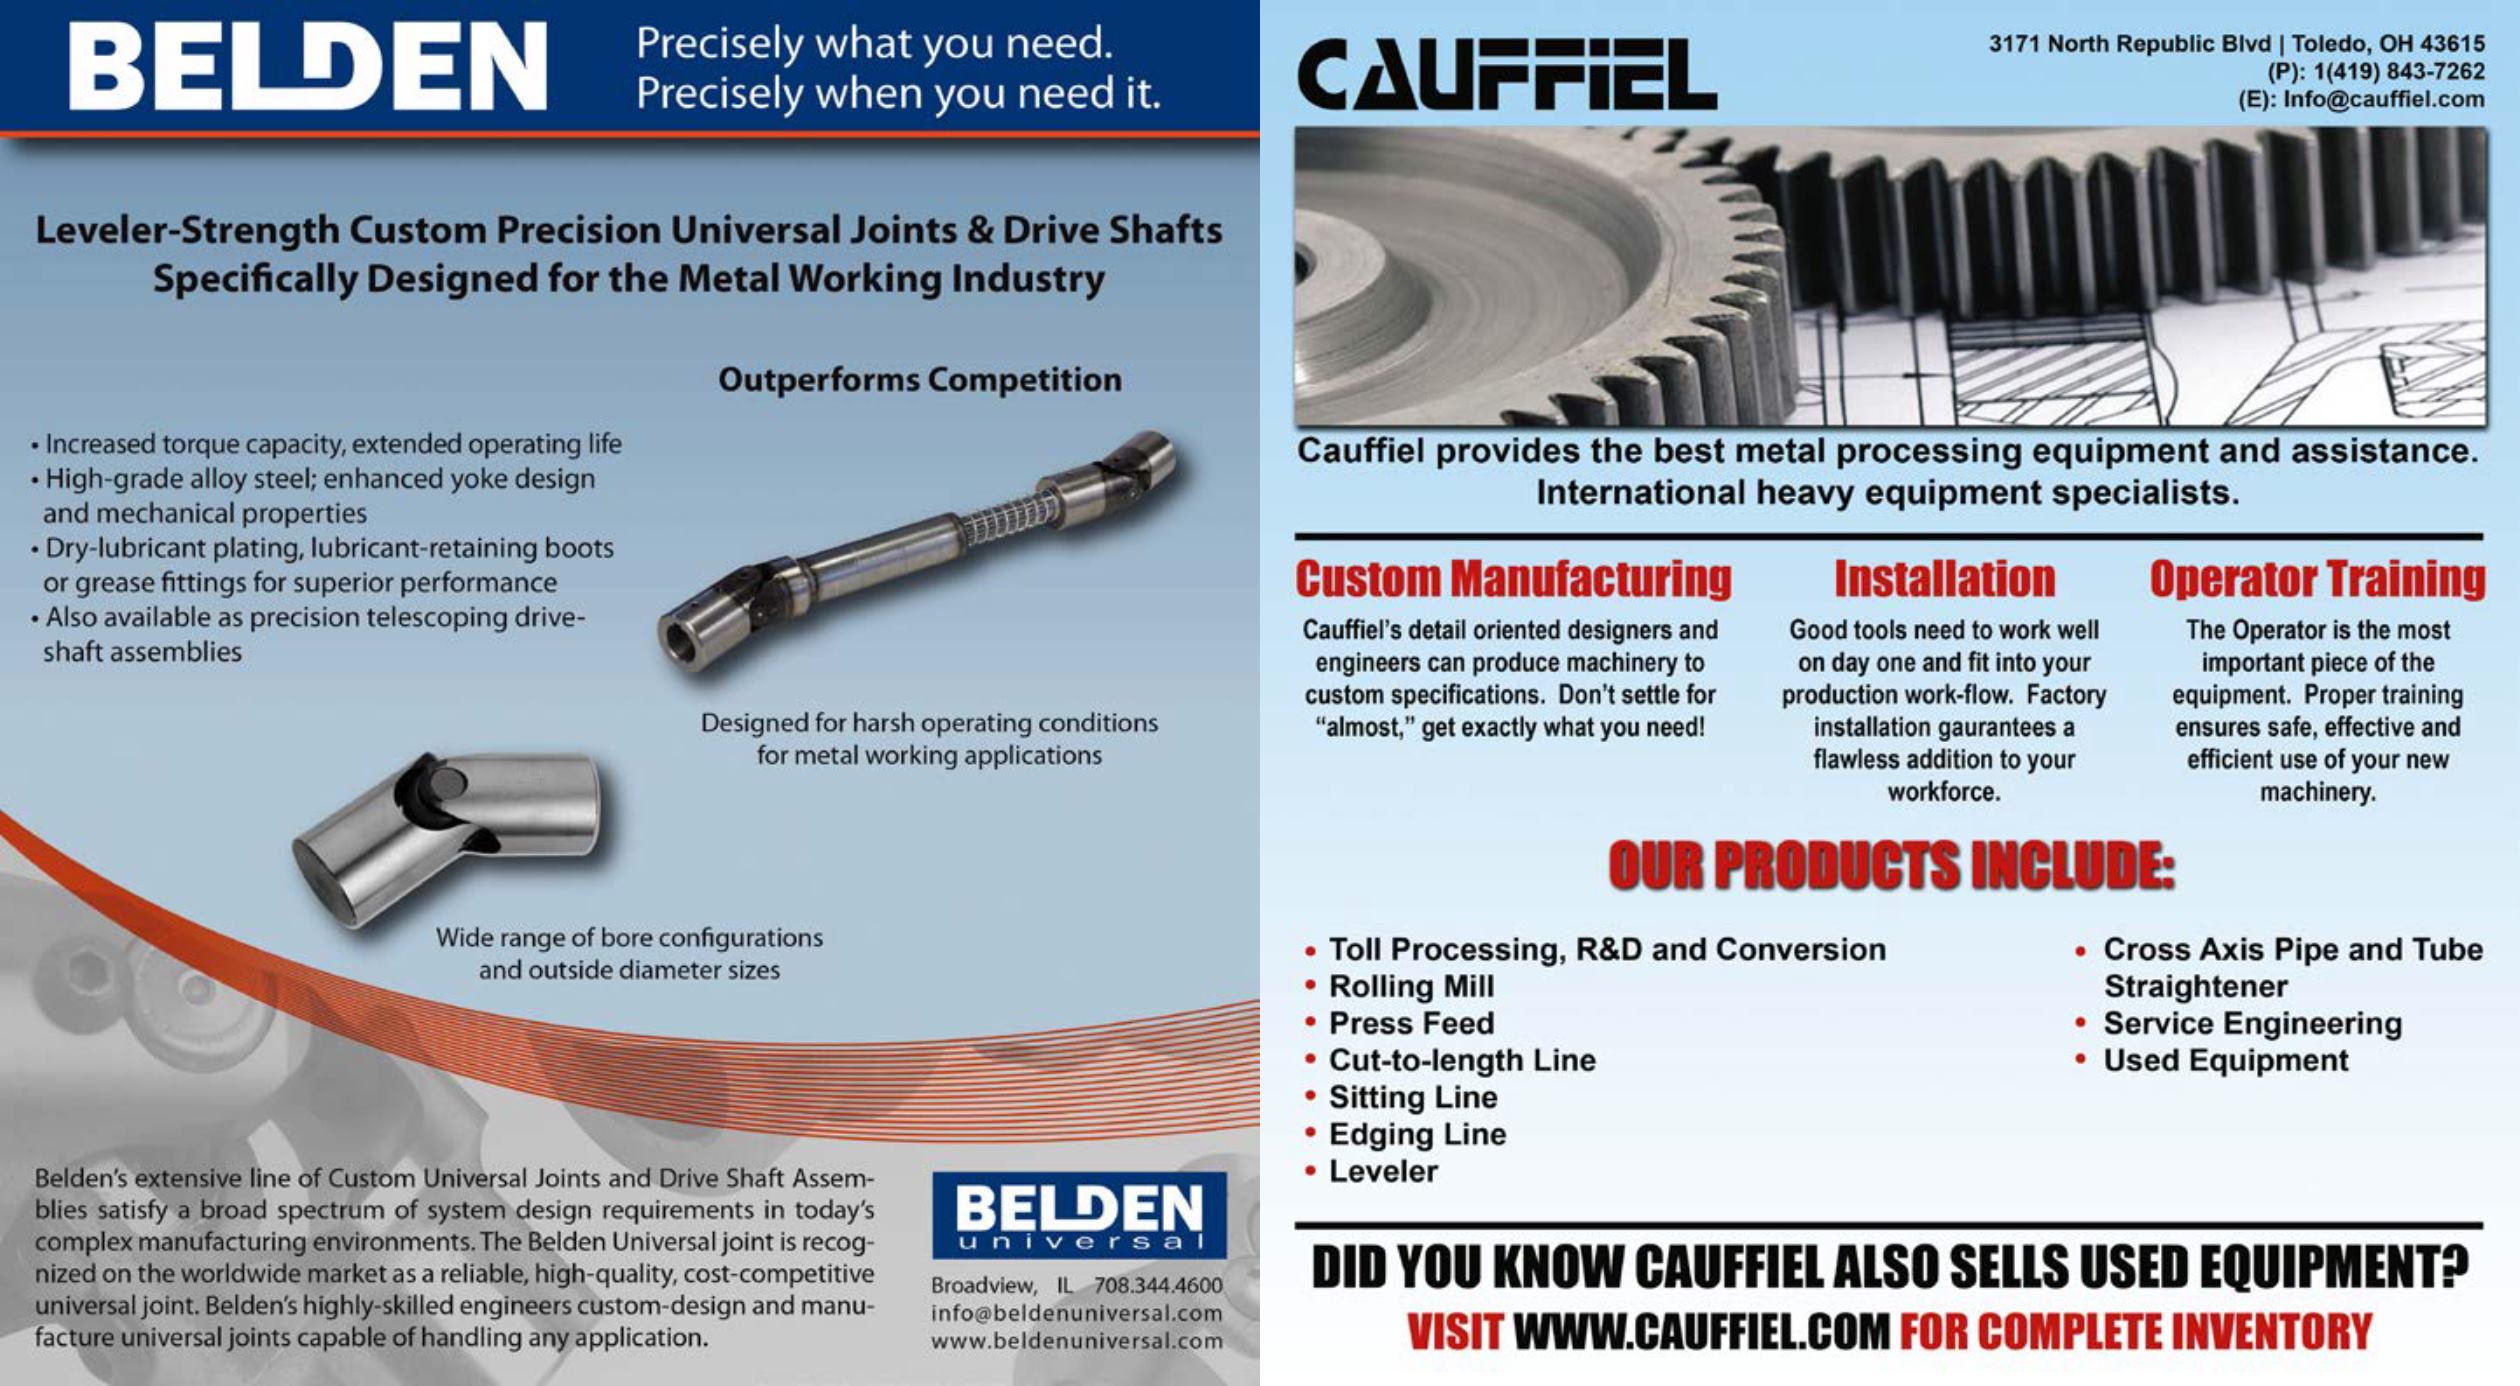 BELDEN
Precisely what you need.
Precisely when you need it.
Leveler-Strength Custom Precision Universal Joints & Drive Shafts
Specifically Designed for the Metal Working Industry
Outperforms Competition
• Increased torque capacity, extended operating life
• High-grade alloy steel; enhanced yoke design
and mechanical properties
• Dry-lubricant plating, lubricant-retaining boots
or grease fittings for superior performance
• Also available as precision telescoping drive-
shaft assemblies
Designed for harsh operating conditions
for metal working applications
Wide range of bore configurations
and outside diameter sizes
Belden's extensive line of Custom Universal Joints and Drive Shaft Assem-
blies satisfy a broad spectrum of system design requirements in today's
complex manufacturing environments. The Belden Universal joint is recog-
nized on the worldwide market as a reliable, high-quality, cost-competitive
universal joint. Belden's highly-skilled engineers custom-design and manu-
facture universal joints capable of handling any application.
BELDEN
universal
Broadview, IL 708.344.4600
info@beldenuniversal.com
www.beldenuniversal.com
CAUFFiEL
3171 North Republic Blvd | Toledo, OH 43615
(P): 1(419) 843-7262
(E): Info@cauffiel.com
Cauffiel provides the best metal processing equipment and assistance.
International heavy equipment specialists.
Custom Manufacturing
Cauffiel's detail oriented designers and
engineers can produce machinery to
custom specifications. Don't settle for
“almost,” get exactly what you need!
Installation
Good tools need to work well
on day one and fit into your
production work-flow. Factory
installation gaurantees a
flawless addition to your
workforce.
Operator Training
The Operator is the most
important piece of the
equipment. Proper training
ensures safe, effective and
efficient use of your new
machinery.
OUR PRODUCTS INCLUDE:
• Toll Processing, R&D and Conversion
• Rolling Mill
• Press Feed
• Cut-to-length Line
• Sitting Line
• Edging Line
• Leveler
• Cross Axis Pipe and Tube
Straightener
• Service Engineering
• Used Equipment
DID YOU KNOW CAUFFIEL ALSO SELLS USED EQUIPMENT?
VISIT WWW.CAUFFIEL.COM FOR COMPLETE INVENTORY